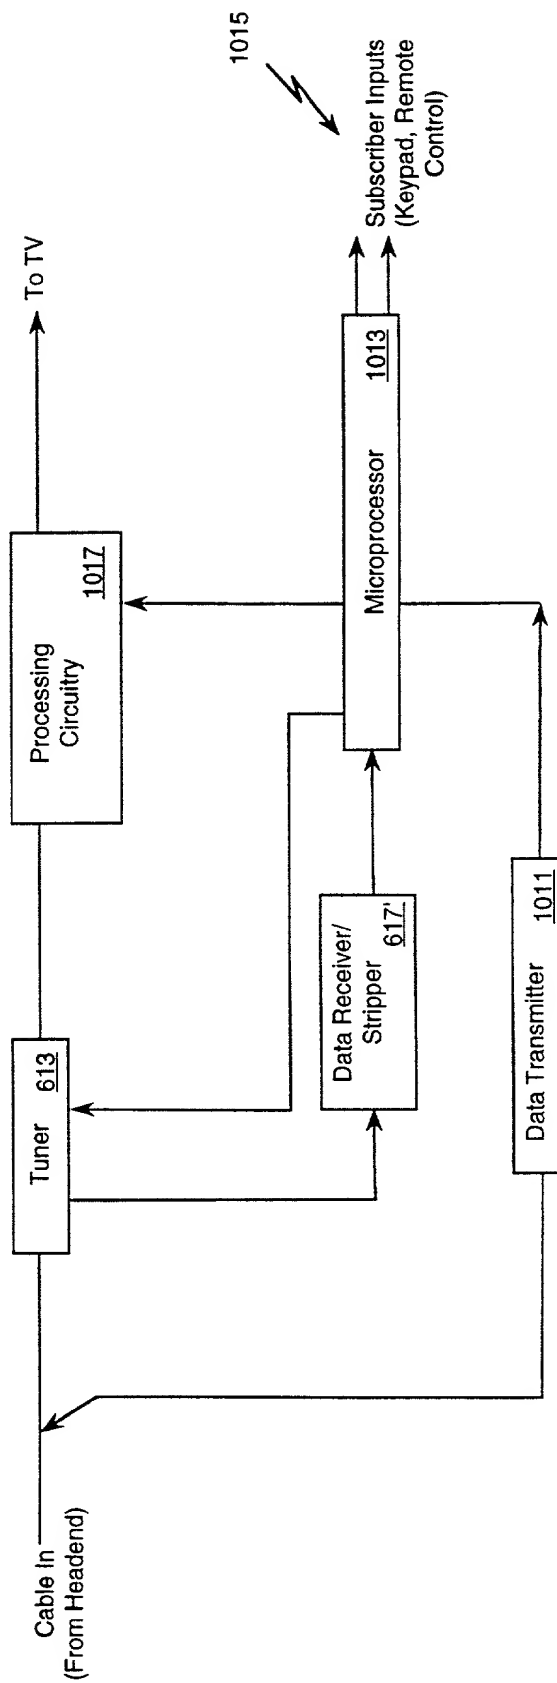 1015
To TV
Subscriber Inputs
(Keypad, Remote
Control)
Processing
Circuitry
1017
Microprocessor
1013
Tuner
613
Data Receiver/
Stripper
617'
Data Transmitter
1011
Cable In
(From Headend)